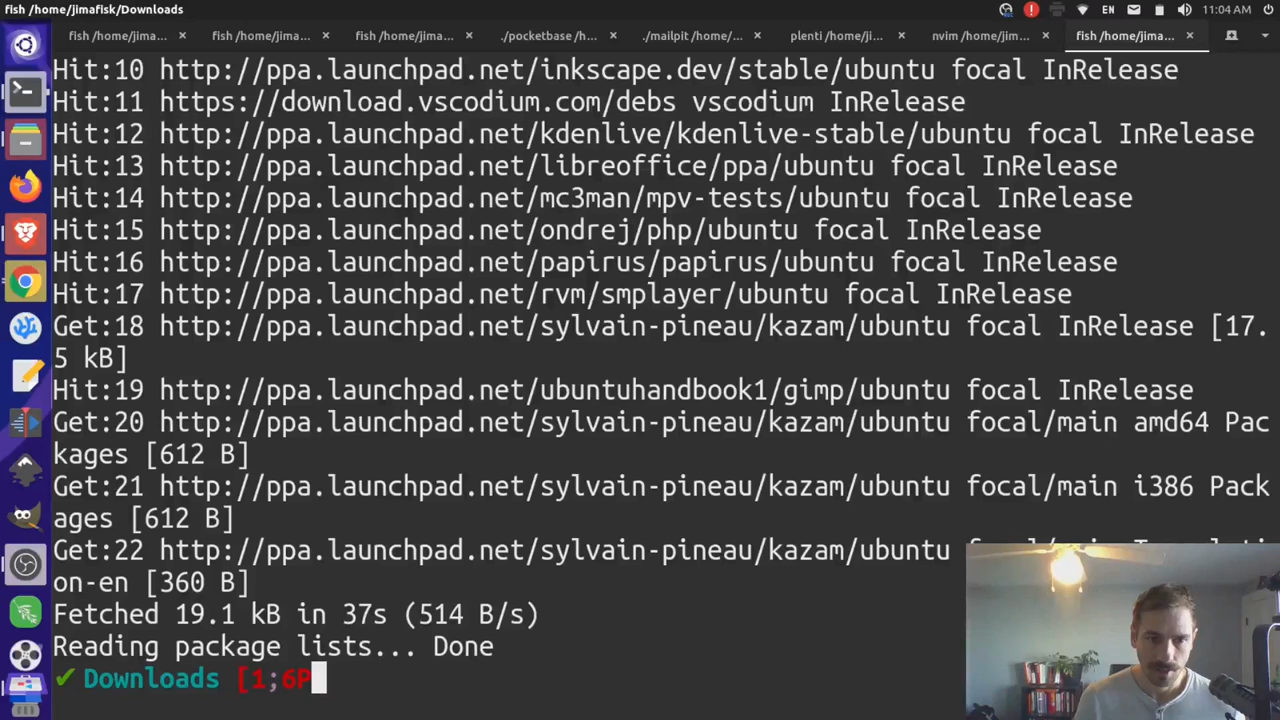 fish /home/jimafisk/Downloads
EN
11:04 AM
fish /home/jima... × fish /home/jima... × fish /home/jima... × ./pocketbase /h... × ./mailpit /home/... × plenti /home/ji... × nvim /home/jim... × fish /home/jima... ×
Hit:10 http://ppa.launchpad.net/inkscape.dev/stable/ubuntu focal InRelease
Hit:11 https://download.vscodium.com/debs vscodium InRelease
Hit:12 http://ppa.launchpad.net/kdenlive/kdenlive-stable/ubuntu focal InRelease
Hit:13 http://ppa.launchpad.net/libreoffice/ppa/ubuntu focal InRelease
Hit:14 http://ppa.launchpad.net/mc3man/mpv-tests/ubuntu focal InRelease
Hit:15 http://ppa.launchpad.net/ondrej/php/ubuntu focal InRelease
Hit:16 http://ppa.launchpad.net/papirus/papirus/ubuntu focal InRelease
Hit:17 http://ppa.launchpad.net/rvm/smplayer/ubuntu focal InRelease
Get:18 http://ppa.launchpad.net/sylvain-pineau/kazam/ubuntu focal InRelease [17.
5 kB]
Hit:19 http://ppa.launchpad.net/ubuntuhandbook1/gimp/ubuntu focal InRelease
Get:20 http://ppa.launchpad.net/sylvain-pineau/kazam/ubuntu focal/main amd64 Pac
kages [612 B]
Get:21 http://ppa.launchpad.net/sylvain-pineau/kazam/ubuntu focal/main i386 Pack
ages [612 B]
Get:22 http://ppa.launchpad.net/sylvain-pineau/kazam/ubuntu
on-en [360 B]
Fetched 19.1 kB in 37s (514 B/s)
Reading package lists... Done
✔ Downloads [1;6P